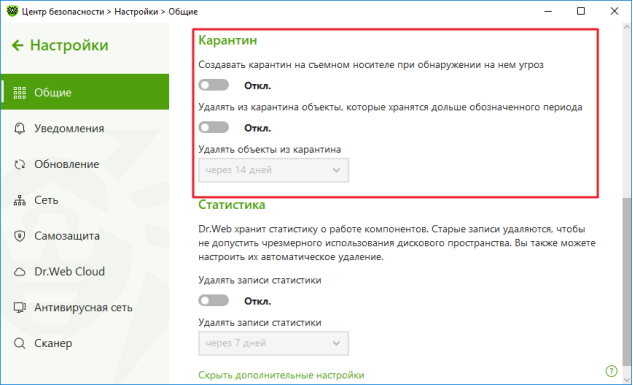 Центр безопасности > Настройки > Общие
Настройки
Общие
Уведомления
Обновление
Сеть
Самозащита
Dr.Web Cloud
Антивирусная сеть
Сканер
Карантин
Создавать карантин на съемном носителе при обнаружении на нем угроз
Откл.
Удалять из карантина объекты, которые хранятся дольше обозначенного периода
Откл.
Удалять объекты из карантина
через 14 дней
Статистика
Dr.Web хранит статистику о работе компонентов. Старые записи удаляются, чтобы
не допустить чрезмерного использования дискового пространства. Вы также можете
настроить их автоматическое удаление.
Удалять записи статистики
Откл.
Удалять записи статистики
через 7 дней
Скрыть дополнительные настройки
?